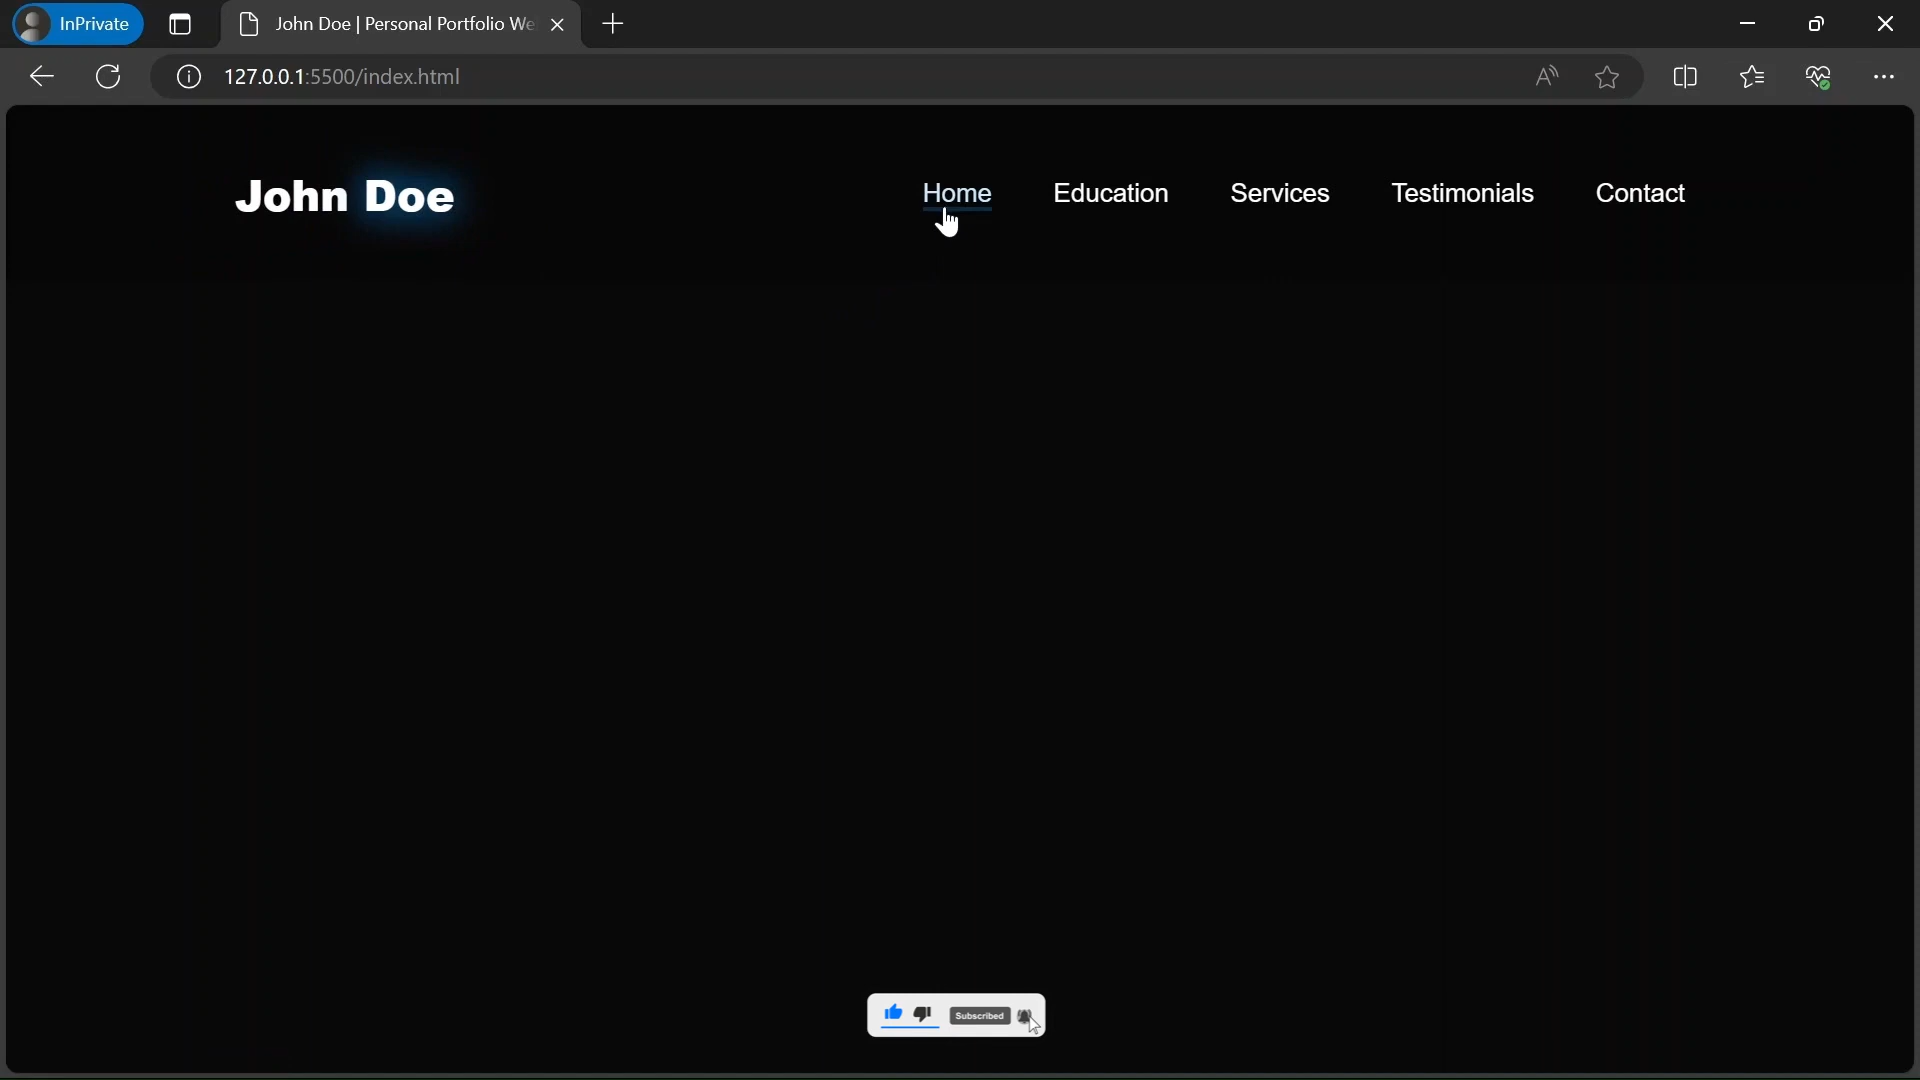 InPrivate
John Doe | Personal Portfolio We
127.0.0.1:5500/index.html
John Doe
Home
Education
Services
Testimonials
Contact
Subscribed